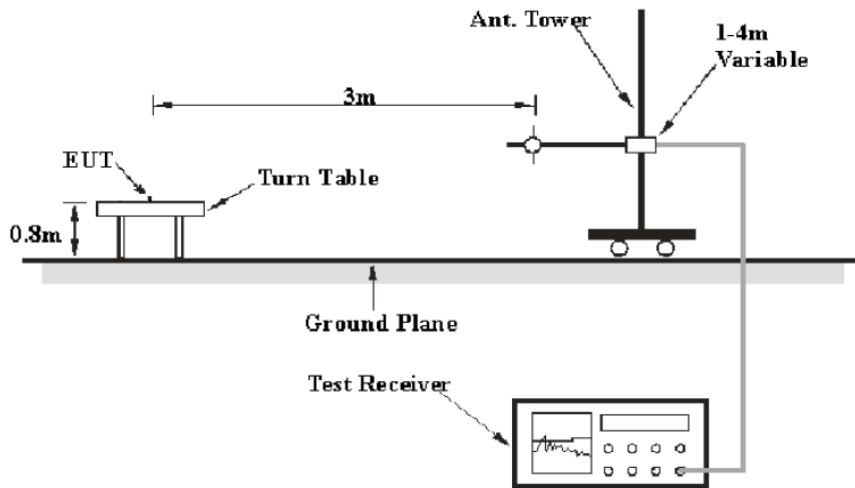 Ant. Tower
1-4m
Variable
3m
EUT
Turn Table
0.8m
Ground Plane
Test Receiver